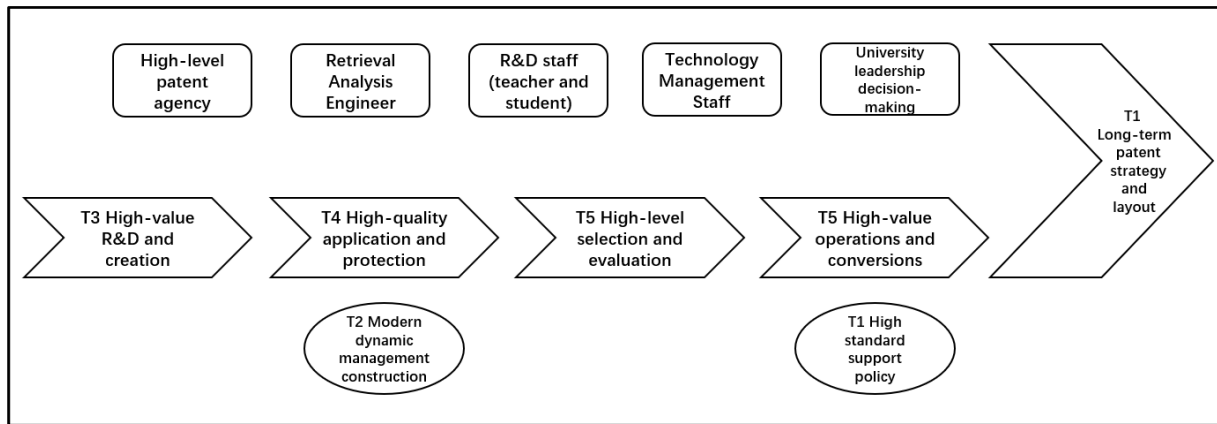 High-level
patent
agency
Retrieval
Analysis
Engineer
R&D staff
(teacher and
student)
Technology
Management
Staff
University
leadership
decision-
making
T1
Long-term
patent
strategy
and
layout
T3 High-value
R&D and
creation
T4 High-quality
application and
protection
T5 High-level
selection and
evaluation
T5 High-value
operations and
conversions
T2 Modern
dynamic
management
construction
T1 High
standard
support
policy